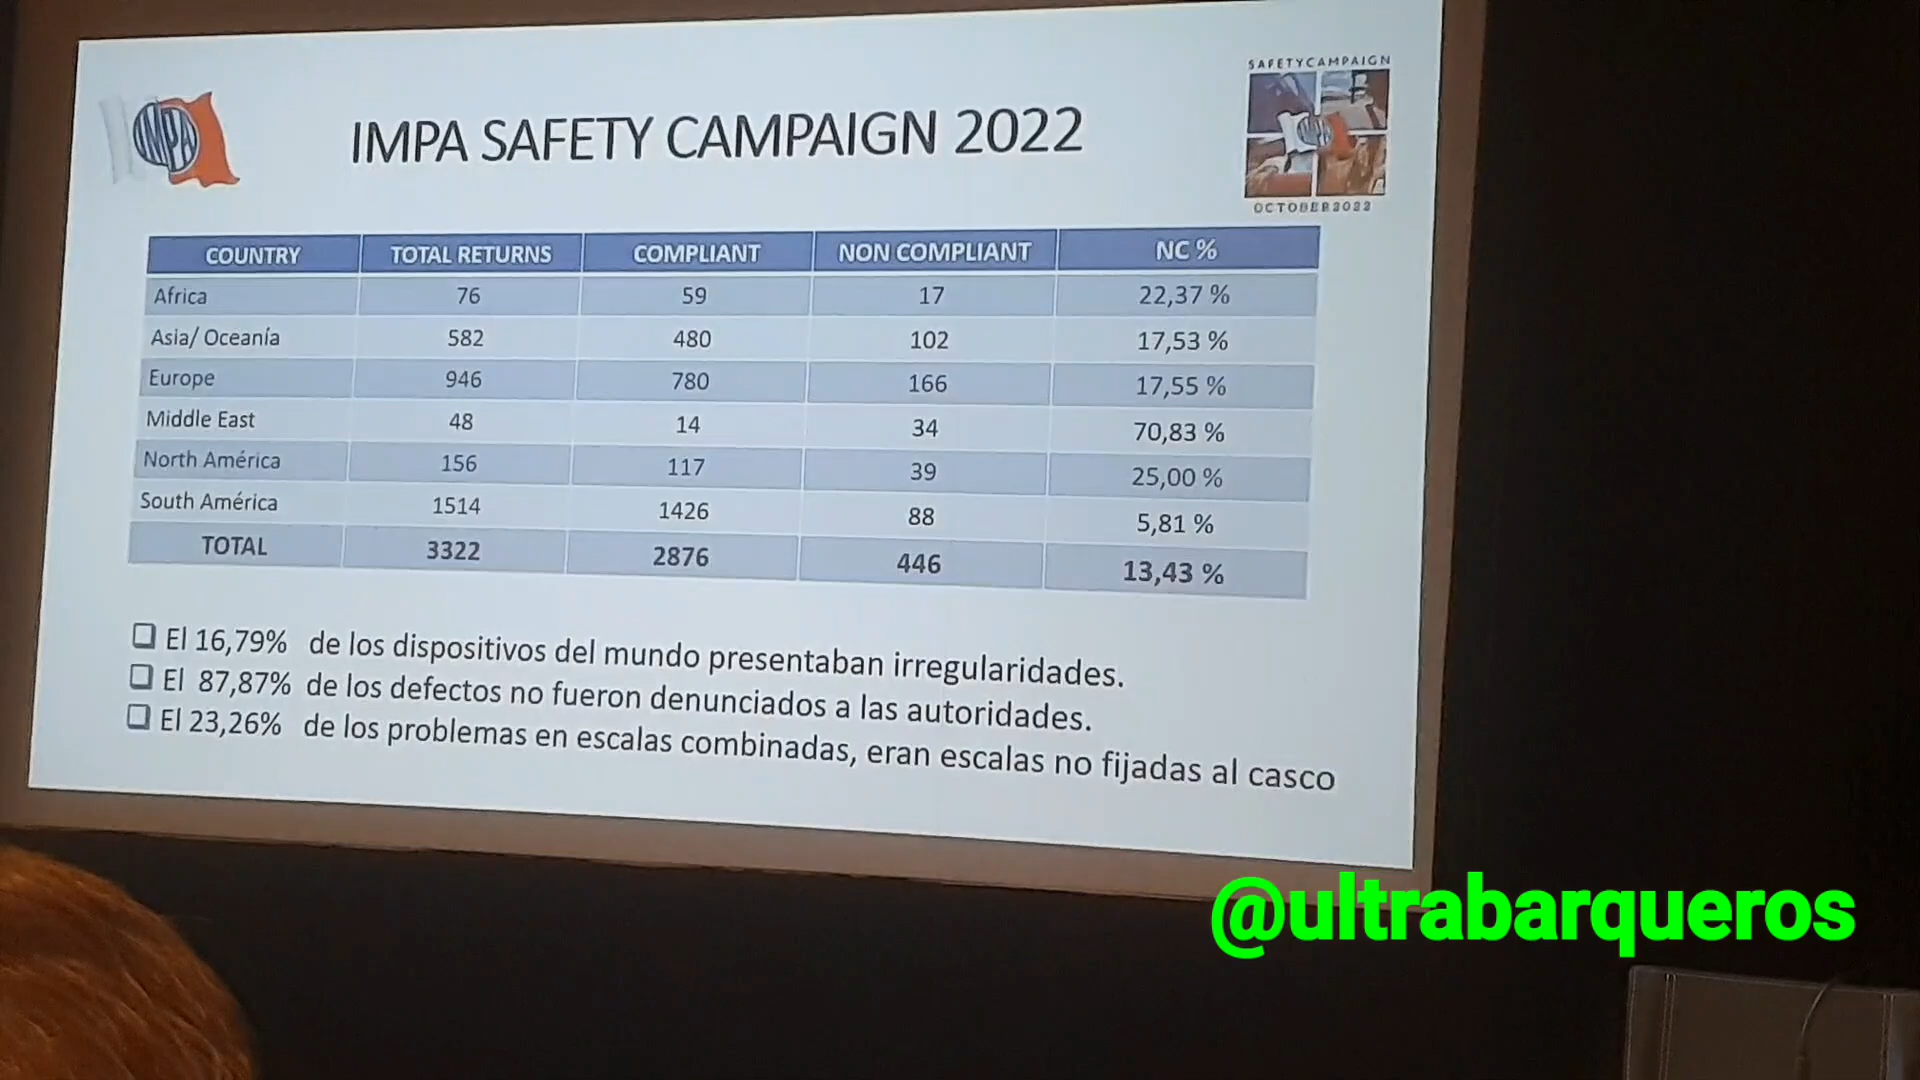 SAFETYCAMPAIGN
IMPA
IMPA SAFETY CAMPAIGN 2022
OCTOBER2022
COUNTRY TOTAL RETURNS COMPLIANT NON COMPLIANT NC %
Africa 76 59 17 22,37 %
Asia/ Oceanía 582 480 102 17,53 %
Europe 946 780 166 17,55 %
Middle East 48 14 34 70,83 %
North América 156 117 39 25,00 %
South América 1514 1426 88 5,81 %
TOTAL 3322 2876 446 13,43 %
El 16,79% de los dispositivos del mundo presentaban irregularidades.
El 87,87% de los defectos no fueron denunciados a las autoridades.
El 23,26% de los problemas en escalas combinadas, eran escalas no fijadas al casco
@ultrabarqueros